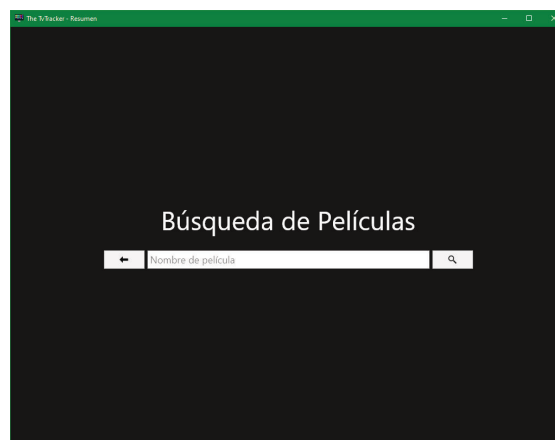 The TvTracker - Resumen
Búsqueda de Películas
Nombre de película